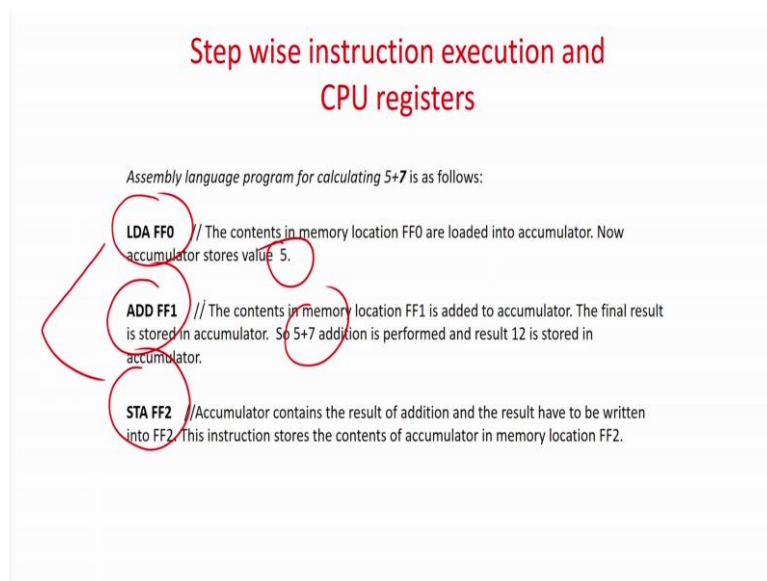 Step wise instruction execution and
CPU registers
Assembly language program for calculating 5+7 is as follows:
LDA FF0 // The contents in memory location FF0 are loaded into accumulator. Now
accumulator stores value 5.
ADD FF1 // The contents in memory location FF1 is added to accumulator. The final result
is stored in accumulator. So 5+7 addition is performed and result 12 is stored in
accumulator.
STA FF2 //Accumulator contains the result of addition and the result have to be written
into FF2. This instruction stores the contents of accumulator in memory location FF2.